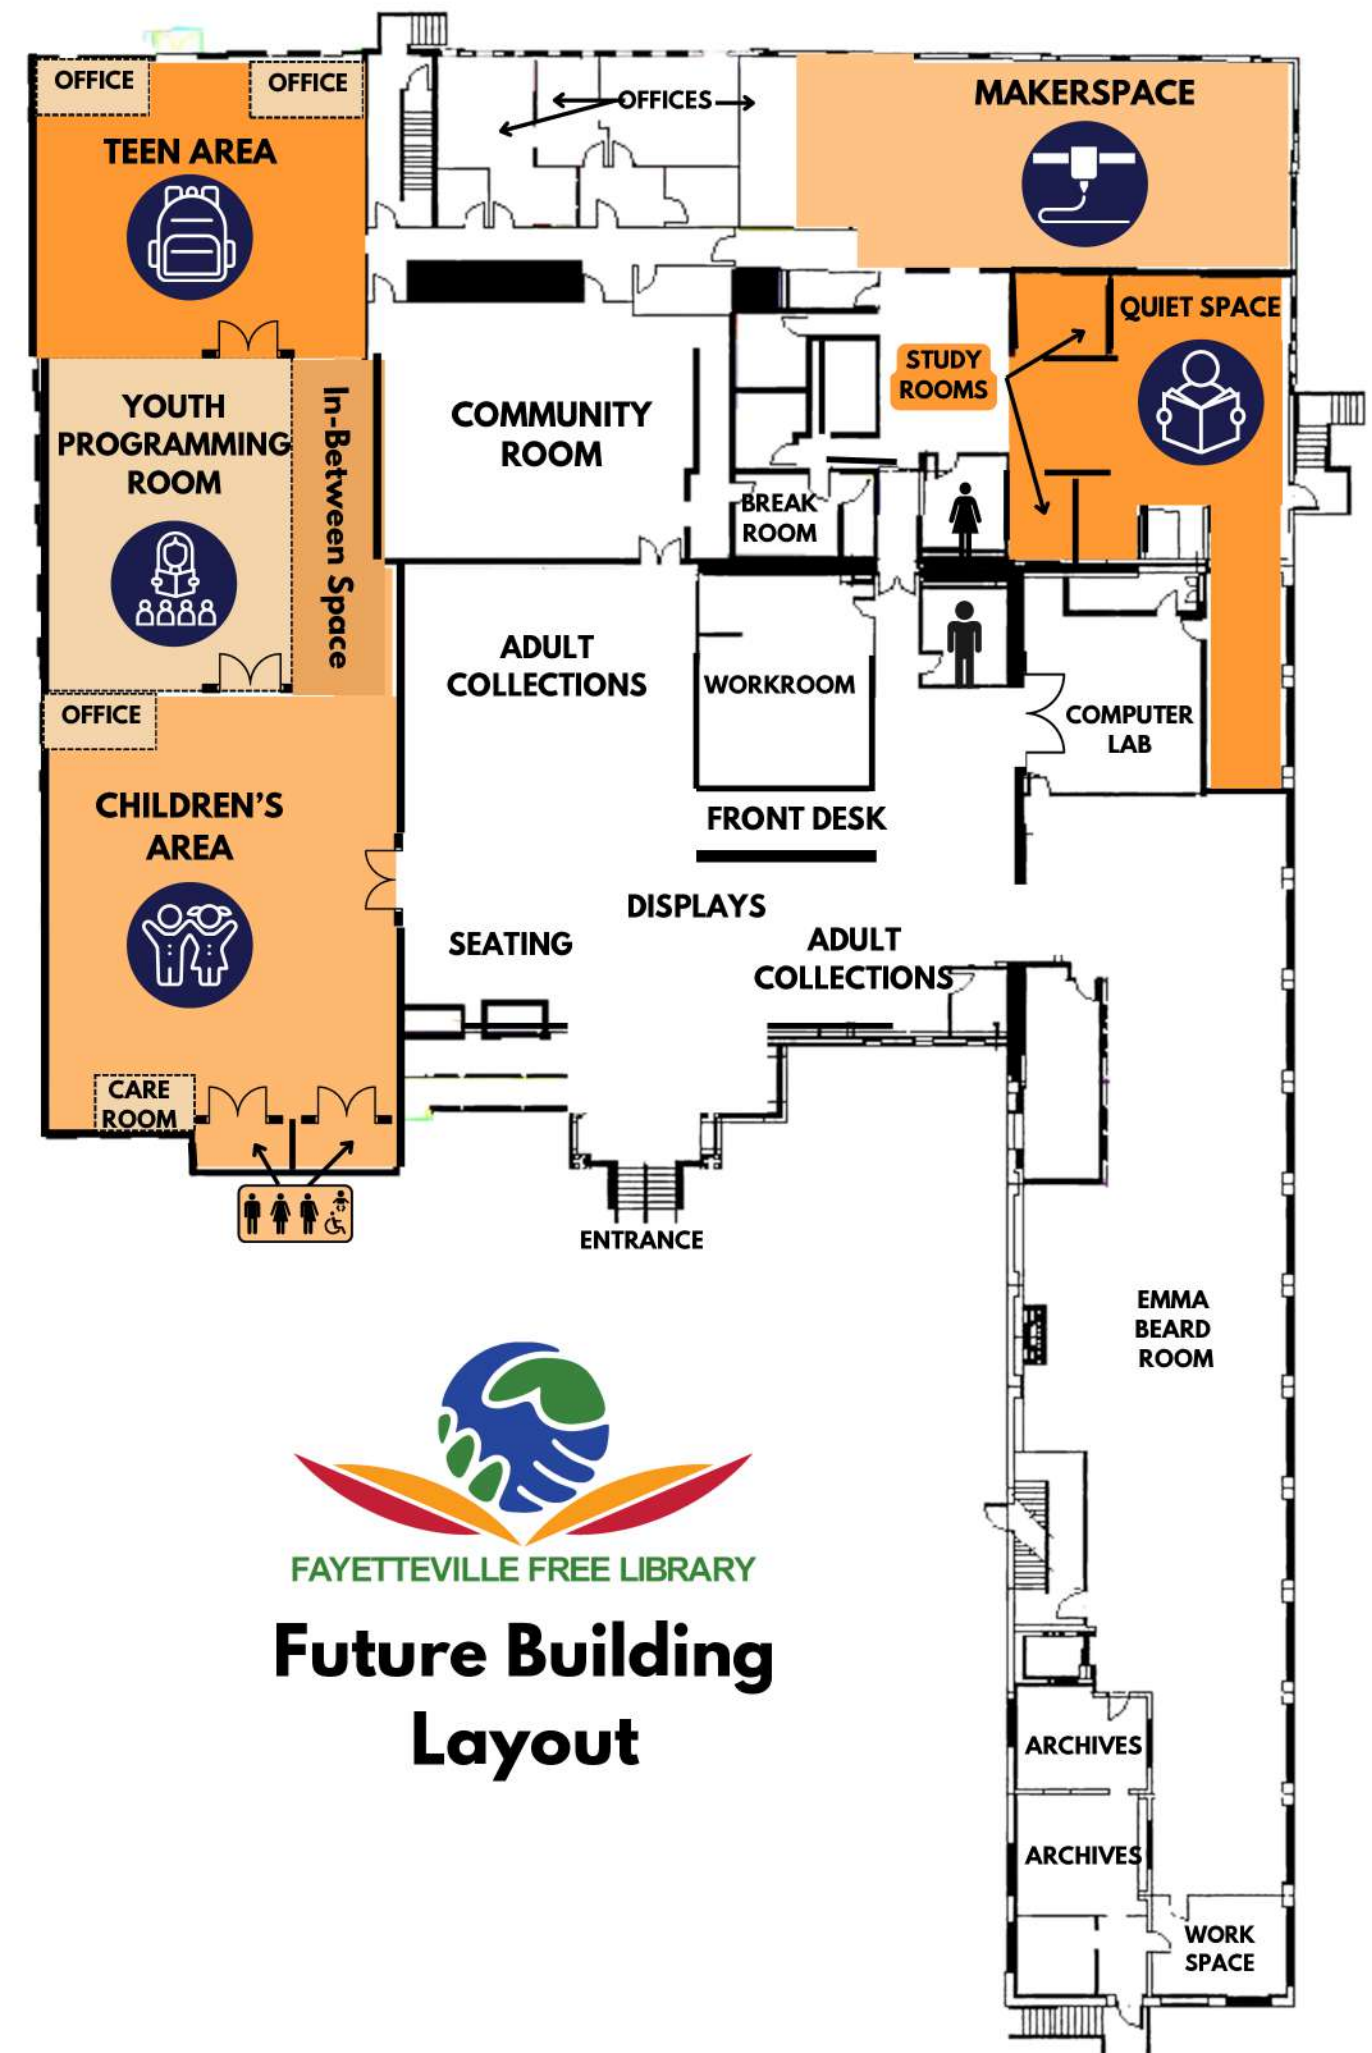 OFFICE
OFFICE
TEEN AREA
OFFICES
MAKERSPACE
QUIET SPACE
STUDY
ROOMS
YOUTH
PROGRAMMING
ROOM
In-Between Space
COMMUNITY
ROOM
BREAK
ROOM
ADULT
COLLECTIONS
WORKROOM
COMPUTER
LAB
OFFICE
CHILDREN'S
AREA
FRONT DESK
DISPLAYS
SEATING
ADULT
COLLECTIONS
CARE
ROOM
ENTRANCE
EMMA
BEARD
ROOM
FAYETTEVILLE FREE LIBRARY
Future Building
Layout
ARCHIVES
ARCHIVES
WORK
SPACE